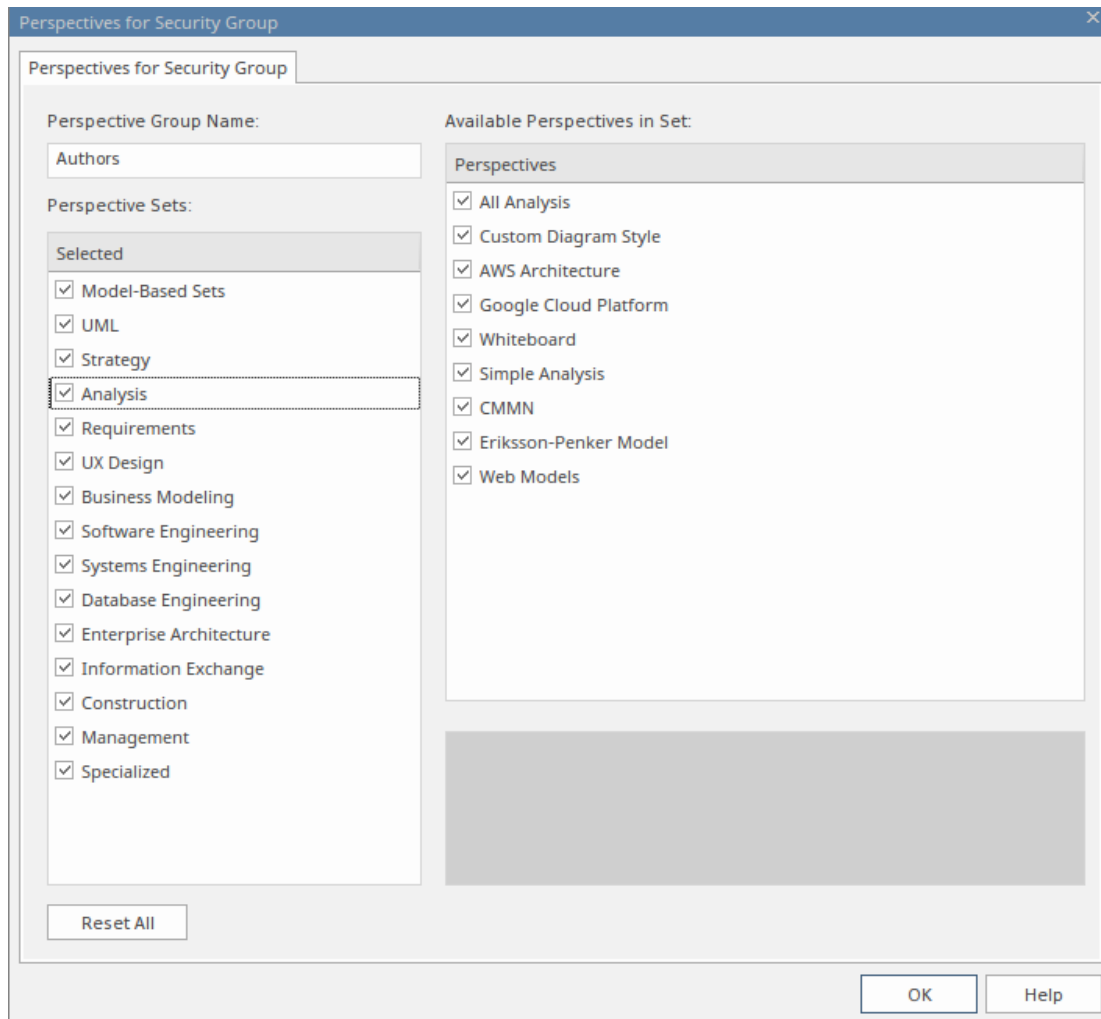 Perspectives for Security Group
Perspectives for Security Group
Perspective Group Name:
Authors
Perspective Sets:
Selected
Model-Based Sets
UML
Strategy
Analysis
Requirements
UX Design
Business Modeling
Software Engineering
Systems Engineering
Database Engineering
Enterprise Architecture
Information Exchange
Construction
Management
Specialized
Reset All
Available Perspectives in Set:
Perspectives
All Analysis
Custom Diagram Style
AWS Architecture
Google Cloud Platform
Whiteboard
Simple Analysis
CMMN
Eriksson-Penker Model
Web Models
OK
Help